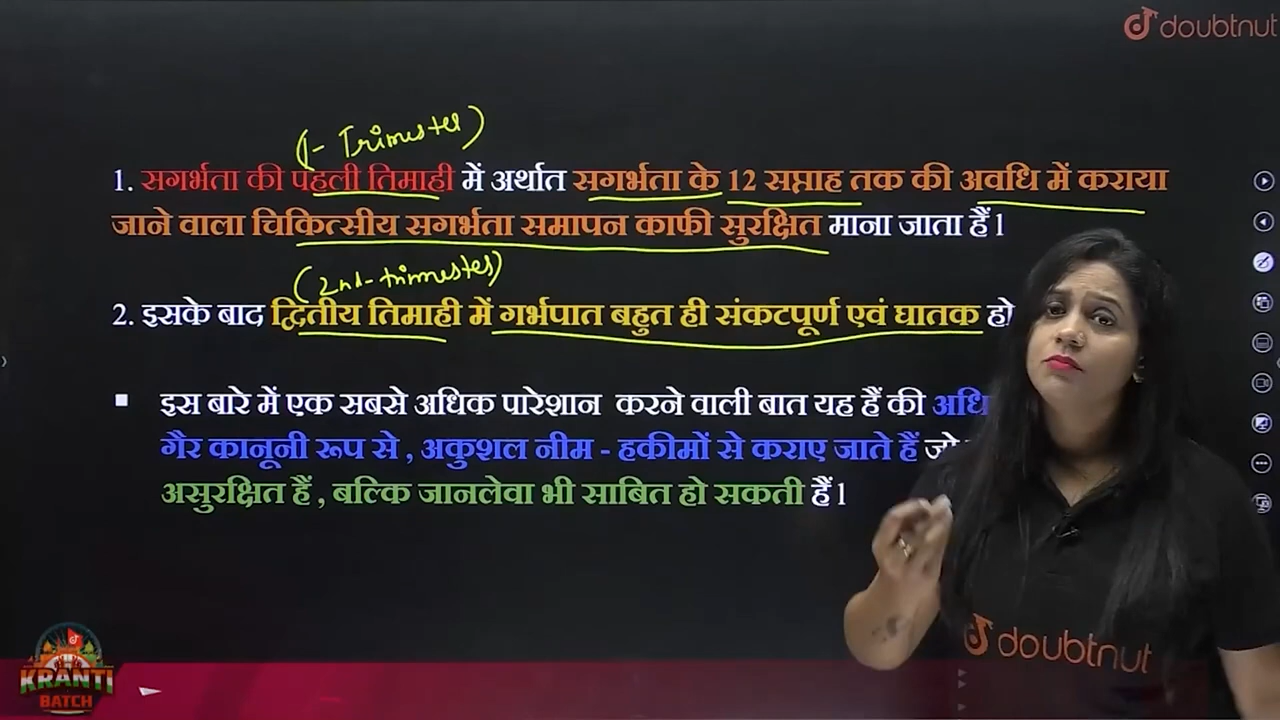 doubtnut
(1- Trimester)
1. सगर्भता की पहली तिमाही में अर्थात सगर्भता के 12 सप्ताह तक की अवधि में कराया
जाने वाला चिकित्सीय सगर्भता समापन काफी सुरक्षित माना जाता हैं l
(2nd-trimester)
2. इसके बाद द्वितीय तिमाही में गर्भपात बहुत ही संकटपूर्ण एवं घातक हो
▪ इस बारे में एक सबसे अधिक पारेशान करने वाली बात यह हैं की
गैर कानूनी रूप से , अकुशल नीम - हकीमों से कराए जाते हैं
असुरक्षित हैं , बल्कि जानलेवा भी साबित हो सकती हैं l
doubtnut
KRANTI
BATCH